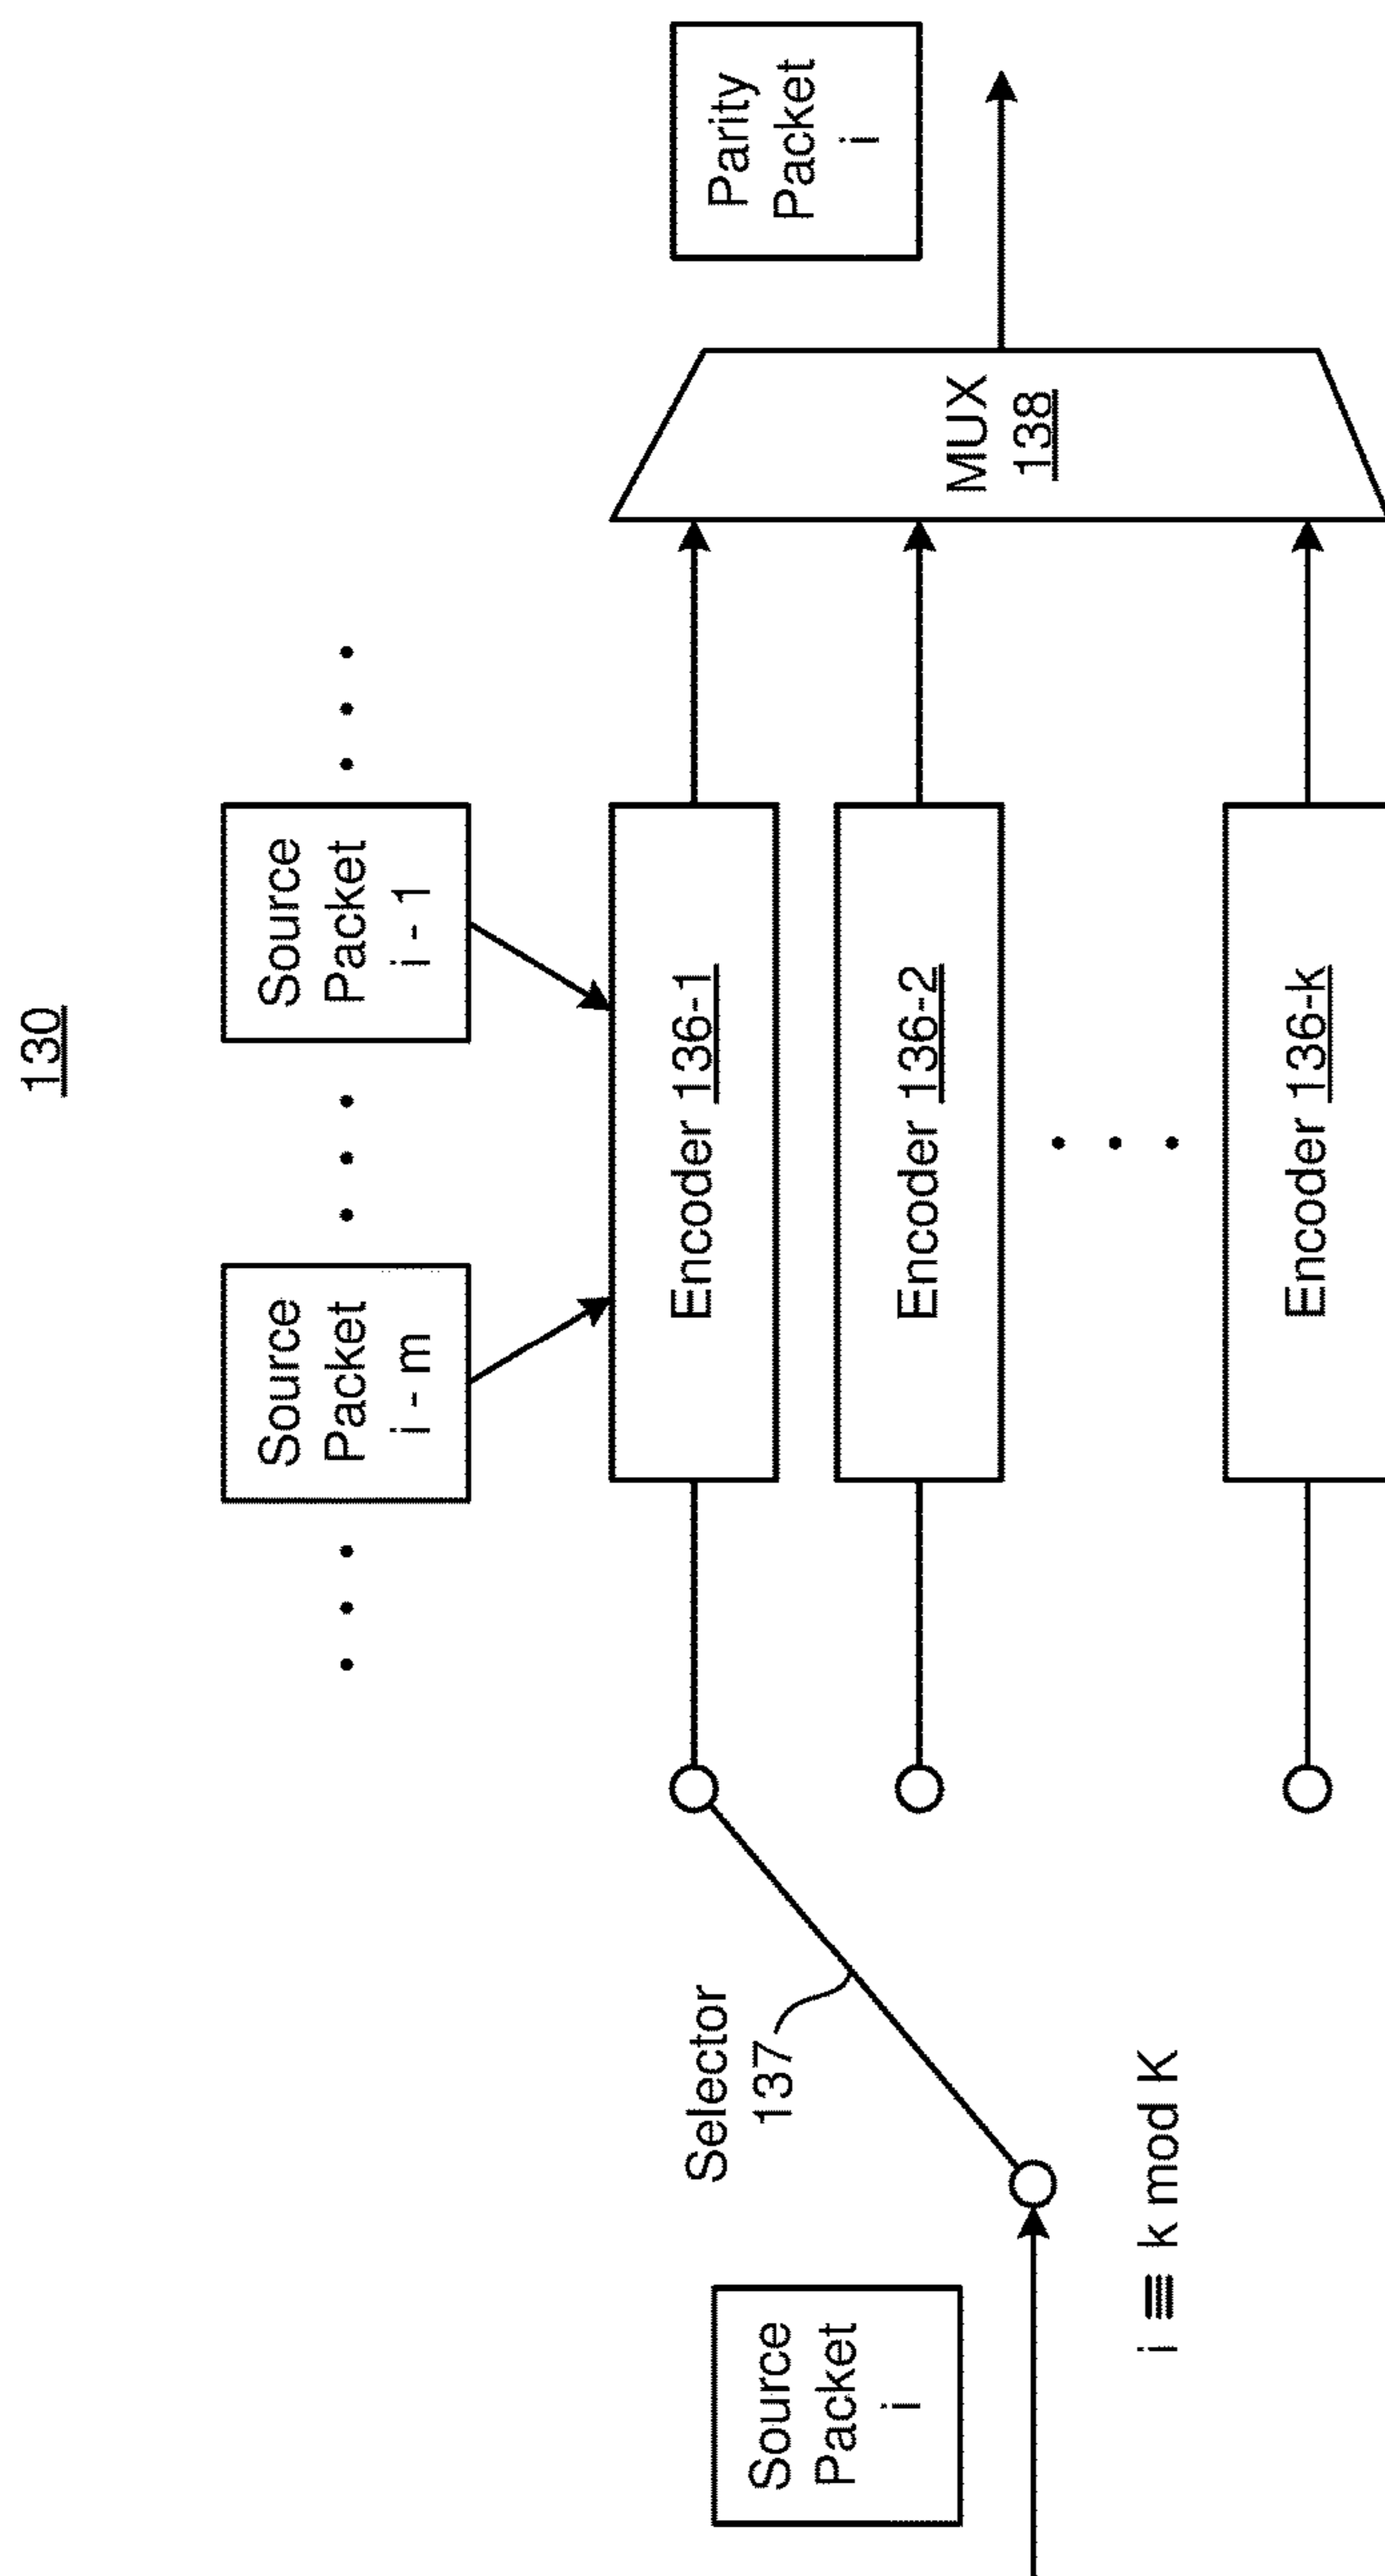 130
Source
Packet
i - m
Source
Packet
i - 1
Selector
137
Source
Packet
i
i ≡ k mod K
Encoder 136-1
Encoder 136-2
Encoder 136-k
MUX
138
Parity
Packet
i